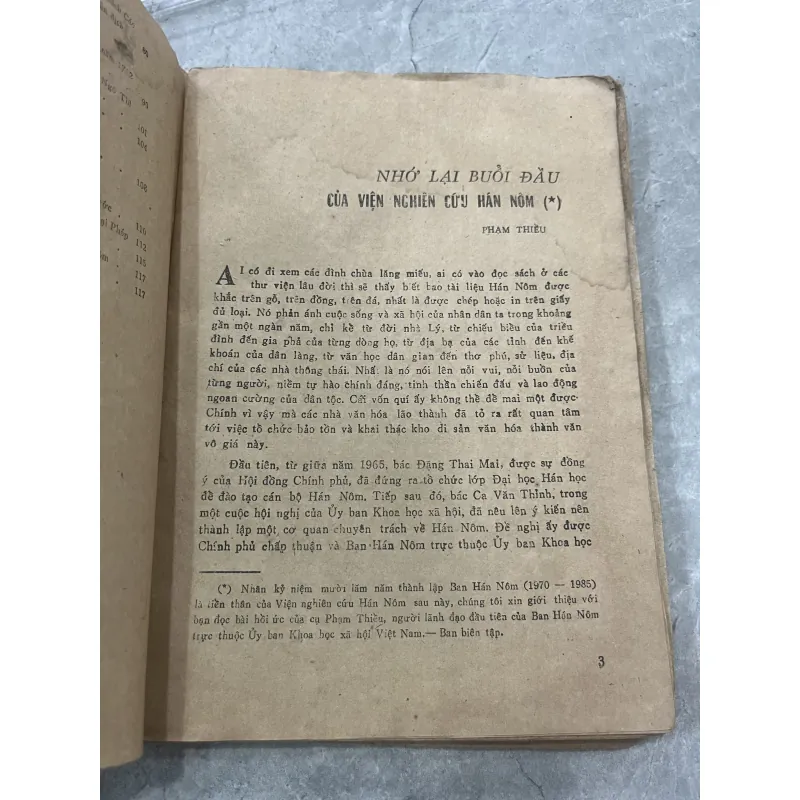 80
94
101
104
108
110
112
115
117
117
NHỚ LẠI BUỔI ĐẦU
CỦA VIỆN NGHIÊN CỨU HÁN NÔM (*)
PHẠM THIỀU
AI có đi xem các đình chùa lăng miếu, ai có vào đọc sách ở các
thư viện lâu đời thì sẽ thấy biết bao tài liệu Hán Nôm được
khắc trên gỗ, trên đồng, trên đá, nhất là được chép hoặc in trên giấy
đủ loại. Nó phản ánh cuộc sống và xã hội của nhân dân ta trong khoảng
gần một ngàn năm, chỉ kể từ đời nhà Lý, từ chiếu biểu của triều
đình đến gia phả của từng dòng họ, từ địa bạ của các tỉnh đến khế
khoán của dân làng, từ văn học dân gian đến thơ phú, sử liệu, địa
chí của các nhà thông thái. Nhất là nó nói lên nỗi vui, nỗi buồn của
từng người, niềm tự hào chính đáng, tinh thần chiến đấu và lao động
ngoan cường của dân tộc. Cái vốn quí ấy không thể để mai một được.
Chính vì vậy mà các nhà văn hóa lão thành đã tỏ ra rất quan tâm
tới việc tổ chức bảo tồn và khai thác kho di sản văn hóa thành văn
vô giá này.
Đầu tiên, từ giữa năm 1965, bác Đặng Thai Mai, được sự đồng
ý của Hội đồng Chính phủ, đã đứng ra tổ chức lớp Đại học Hán học
để đào tạo cán bộ Hán Nôm. Tiếp sau đó, bác Ca Văn Thỉnh, trong
một cuộc hội nghị của Ủy ban Khoa học xã hội, đã nêu lên ý kiến nên
thành lập một cơ quan chuyên trách về Hán Nôm. Đề nghị ấy được
Chính phủ chấp thuận và Ban Hán Nôm trực thuộc Ủy ban Khoa học
(*) Nhân kỷ niệm mười lăm năm thành lập Ban Hán Nôm (1970 — 1985)
là tiền thân của Viện nghiên cứu Hán Nôm sau này, chúng tôi xin giới thiệu với
bạn đọc bài hồi ức của cụ Phạm Thiều, người lãnh đạo đầu tiên của Ban Hán Nôm
trực thuộc Ủy ban Khoa học xã hội Việt Nam.— Ban biên tập.
3